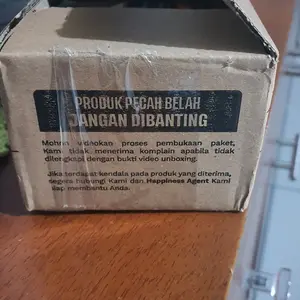 PRODUK PECAH BELAH
JANGAN DIBANTING
Mohon videokan proses pembukaan paket,
Kami tidak menerima komplain apabila tidak
dilengkapi dengan bukti video unboxing.
Jika terdapat kendala pada produk yang diterima,
segera hubungi Kami dan Happiness Agent Kami
siap membantu Anda.